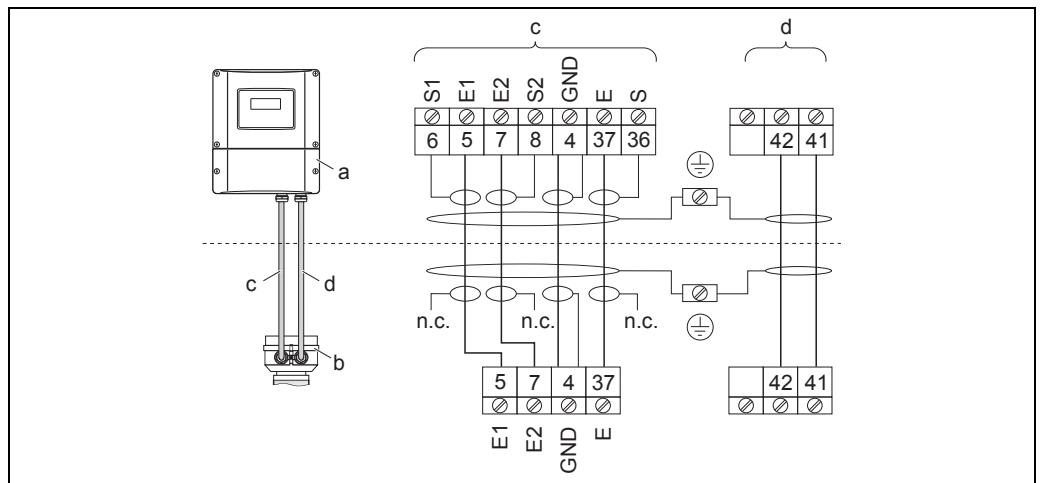 c
d
S1 E1 E2 S2 GND E S
6 5 7 8 4 37 36
42 41
a
c
d
b
n.c. n.c. n.c.
5 7 4 37
42 41
E1 E2 GND E